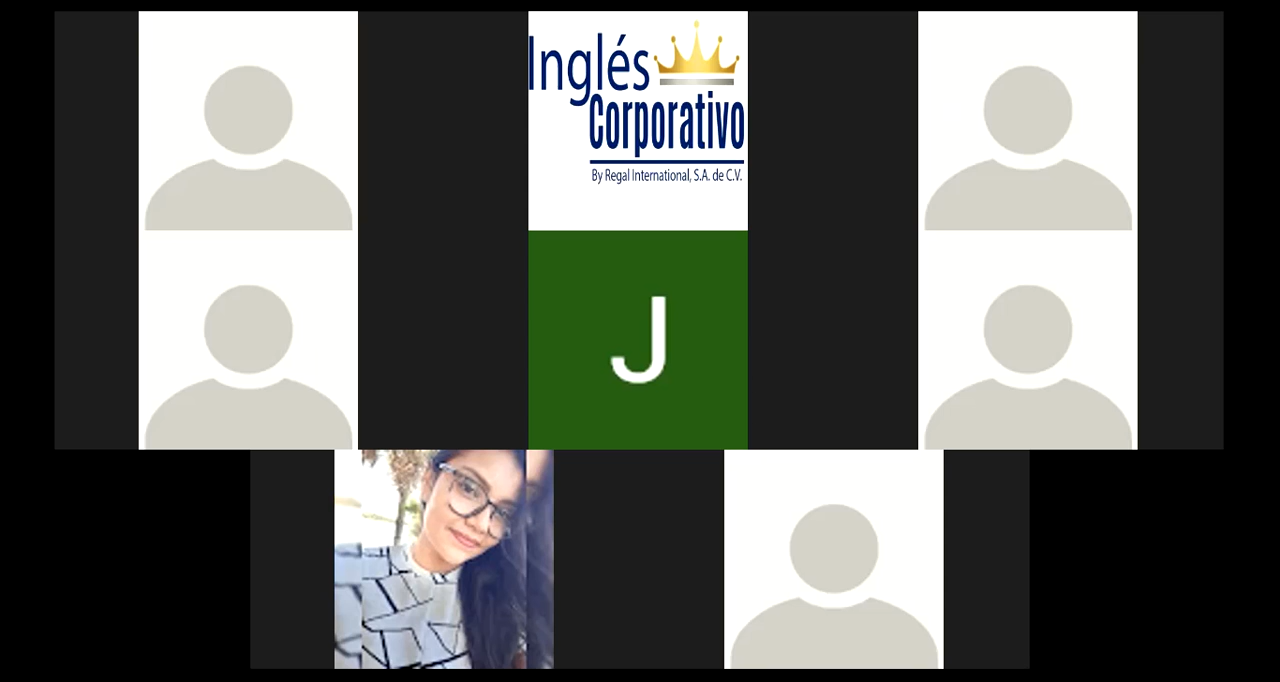 Inglés
Corporativo
By Regal International, S.A. de C.V.
J